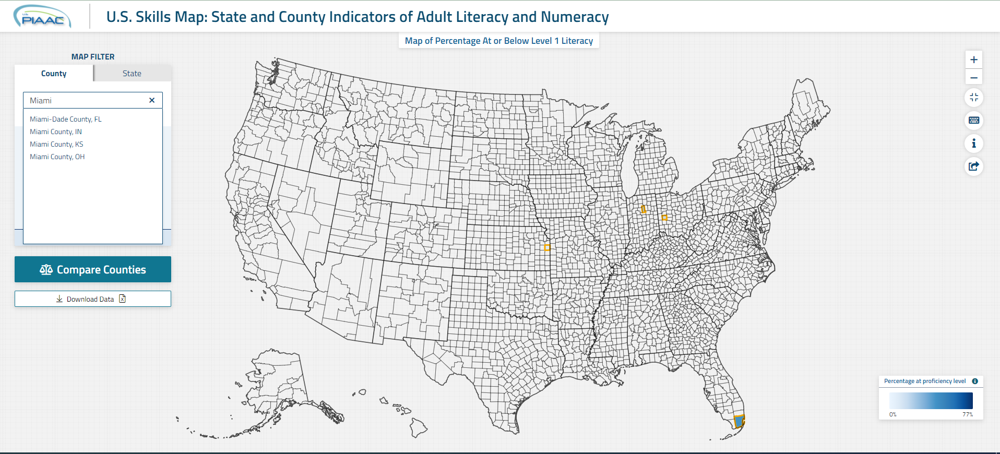 U.S.
PIAAC
U.S. Skills Map: State and County Indicators of Adult Literacy and Numeracy
Map of Percentage At or Below Level 1 Literacy
MAP FILTER
County
State
Miami
Miami-Dade County, FL
Miami County, IN
Miami County, KS
Miami County, OH
Compare Counties
Download Data
Percentage at proficiency level
0%
77%